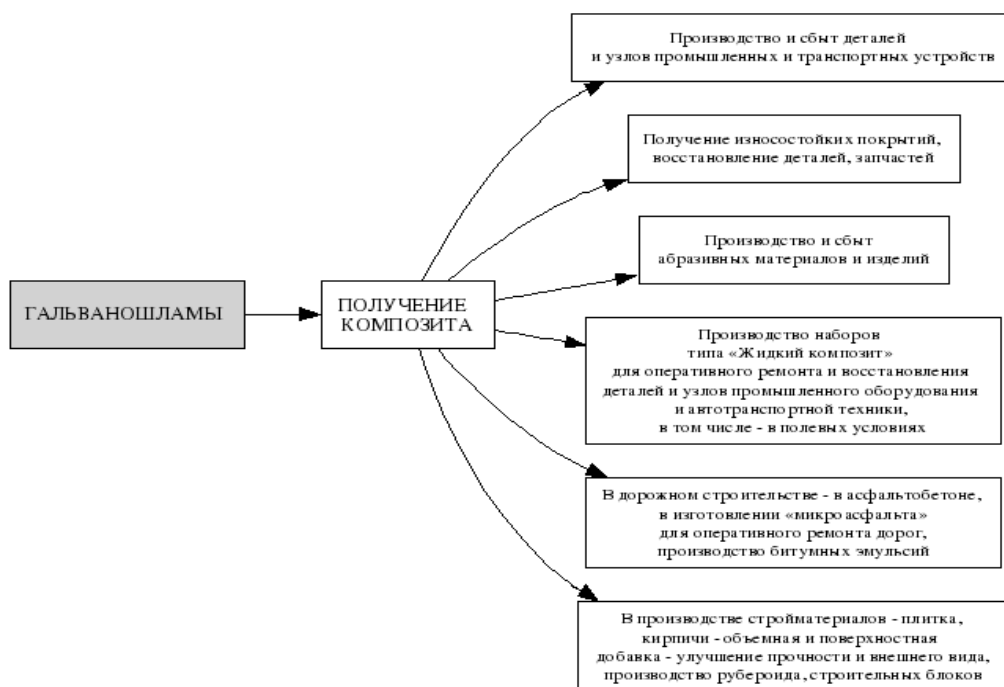 Производство и сбыт деталей
и узлов промышленных и транспортных устройств
Получение износостойких покрытий,
восстановление деталей, запчастей
Производство и сбыт
абразивных материалов и изделий
ГАЛЬВАНОШЛАМЫ
ПОЛУЧЕНИЕ
КОМПОЗИТА
Производство наборов
типа «Жидкий композит»
для оперативного ремонта и восстановления
деталей и узлов промышленного оборудования
и автотранспортной техники,
в том числе - в полевых условиях
В дорожном строительстве - в асфальтобетоне,
в изготовлении «микроасфальта»
для оперативного ремонта дорог,
производство битумных эмульсий
В производстве стройматериалов - плитка,
кирпичи - объемная и поверхностная
добавка - улучшение прочности и внешнего вида,
производство рубероида, строительных блоков